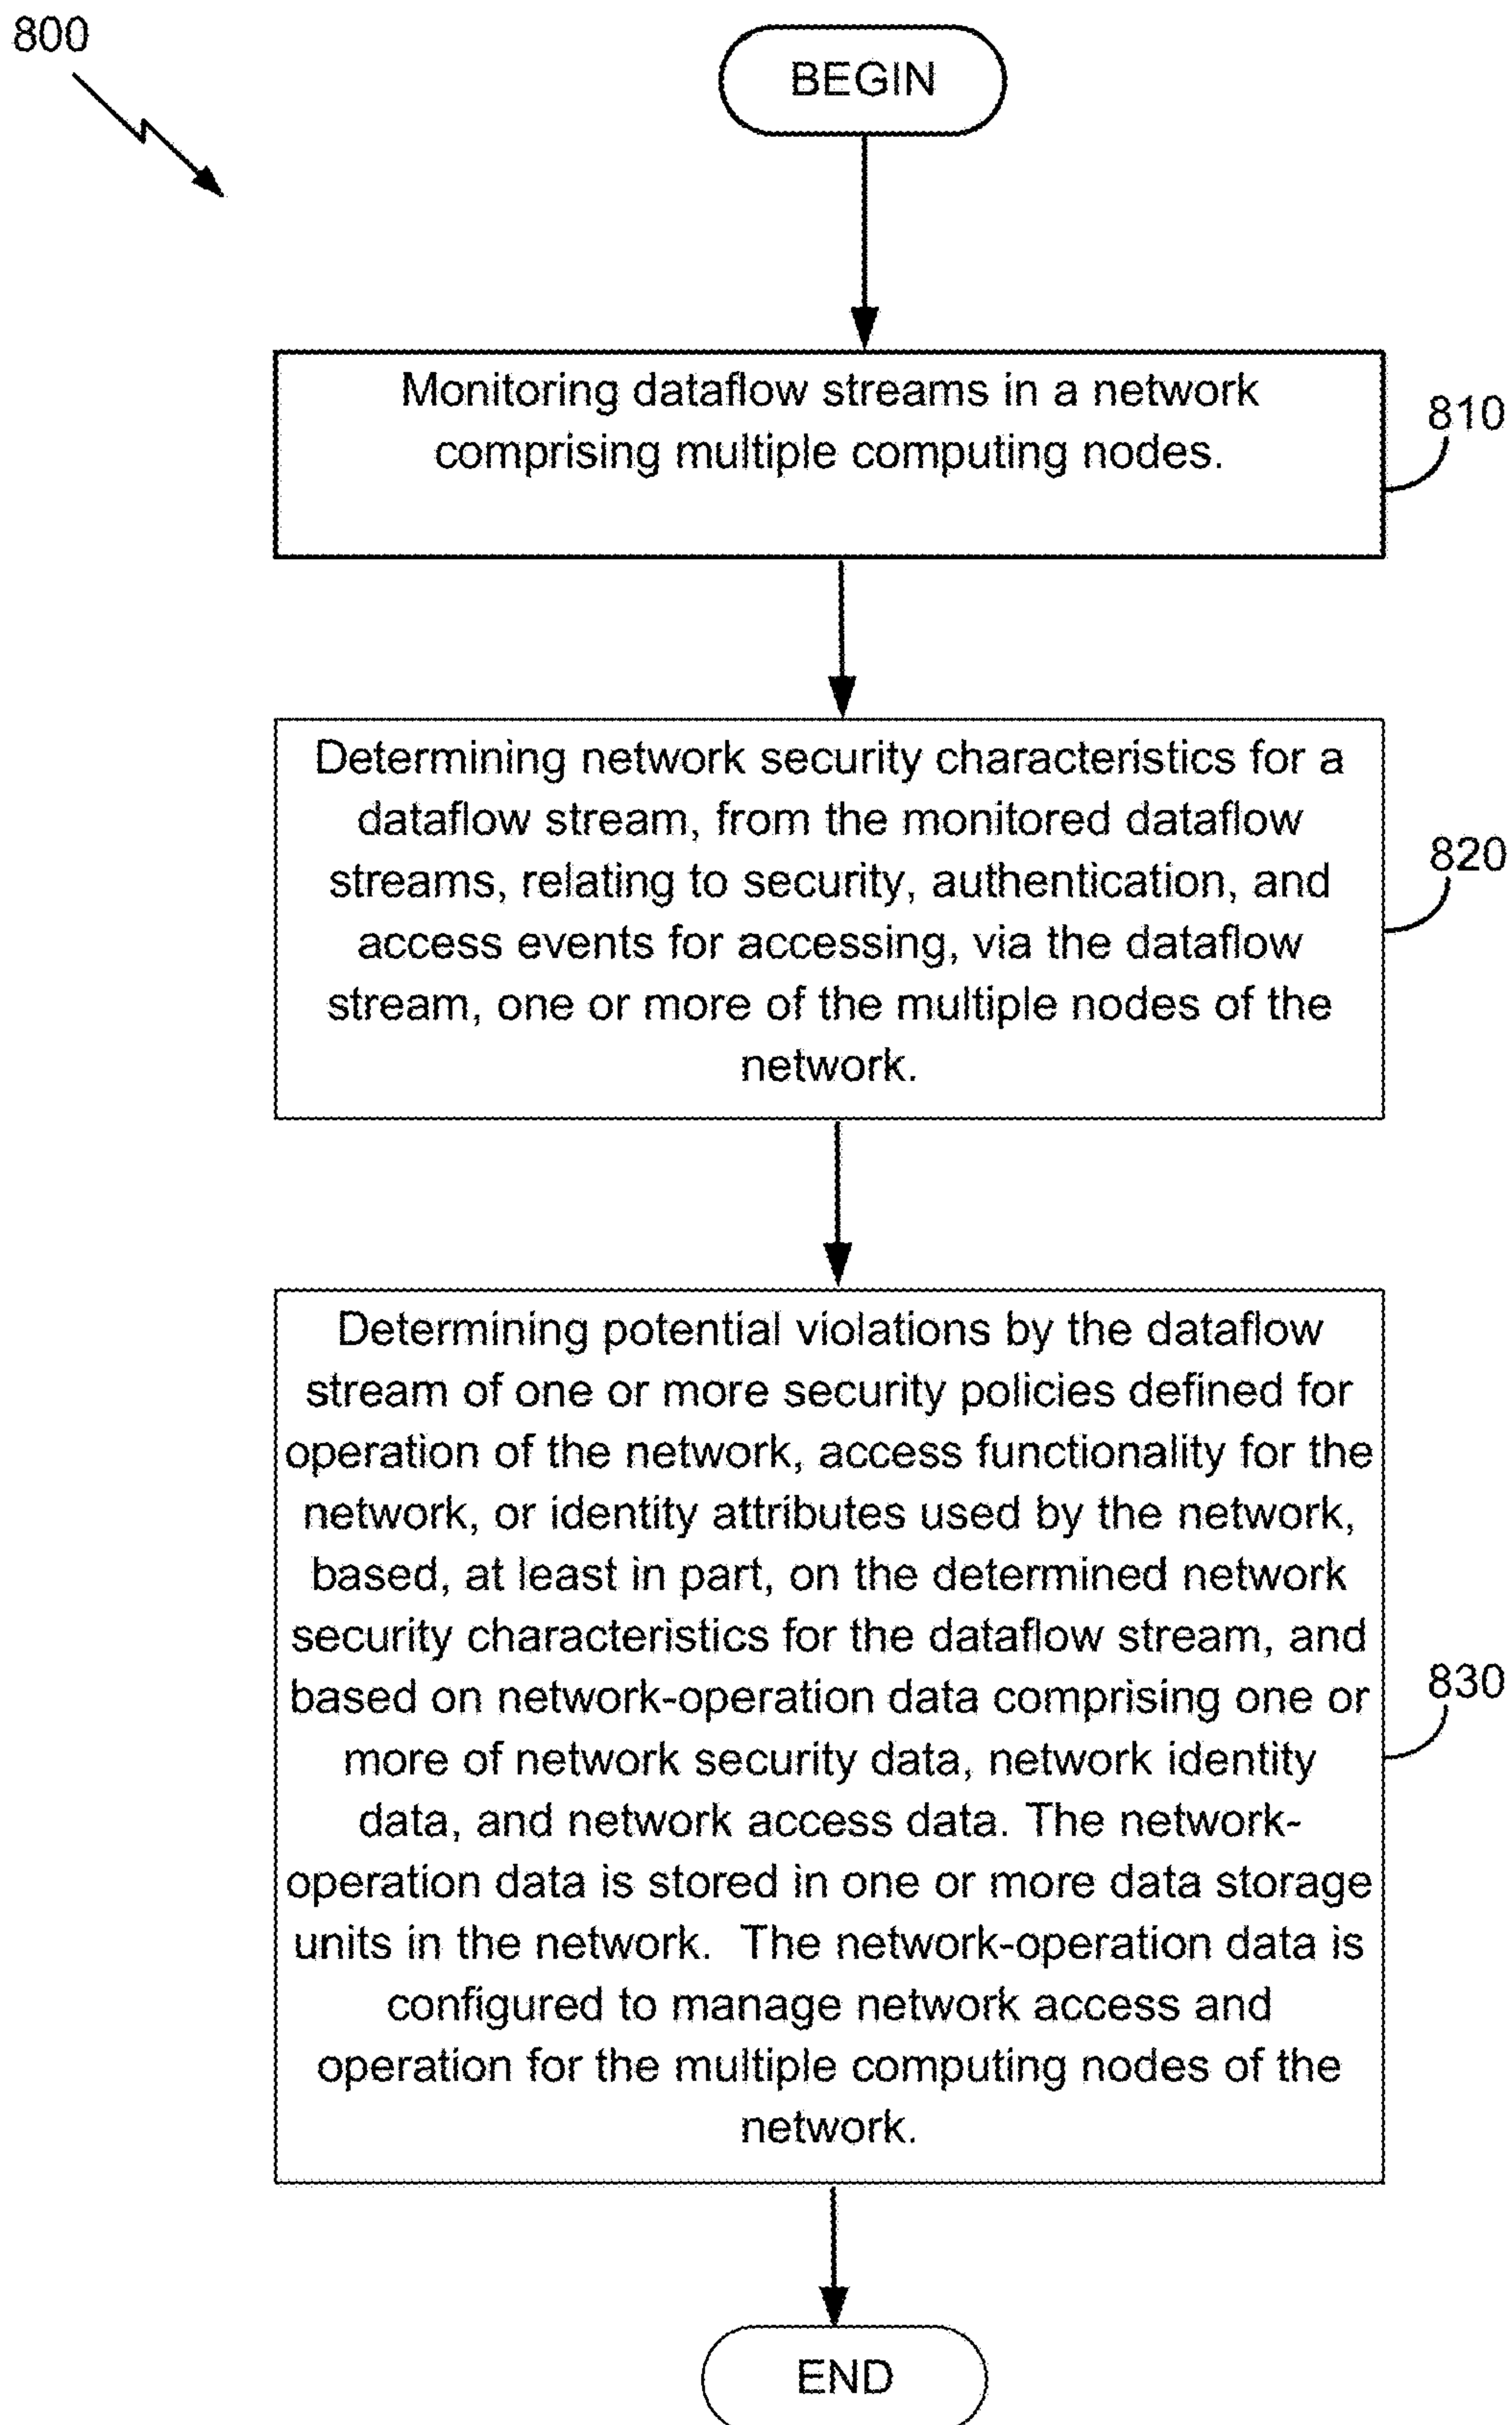 800
BEGIN
Monitoring dataflow streams in a network
comprising multiple computing nodes.
810
Determining network security characteristics for a
dataflow stream, from the monitored dataflow
streams, relating to security, authentication, and
access events for accessing, via the dataflow
stream, one or more of the multiple nodes of the
network.
820
Determining potential violations by the dataflow
stream of one or more security policies defined for
operation of the network, access functionality for the
network, or identity attributes used by the network,
based, at least in part, on the determined network
security characteristics for the dataflow stream, and
based on network-operation data comprising one or
more of network security data, network identity
data, and network access data. The network-
operation data is stored in one or more data storage
units in the network.  The network-operation data is
configured to manage network access and
operation for the multiple computing nodes of the
network.
830
END